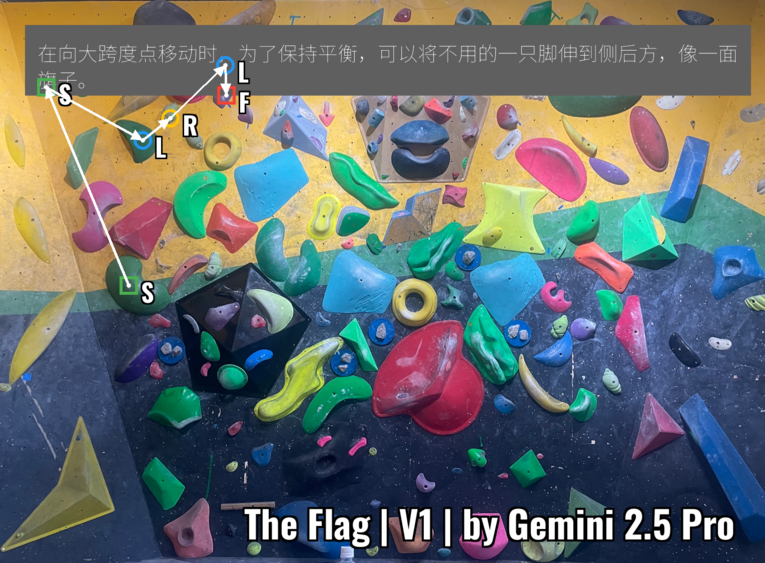 在向大跨度点移动时，为了保持平衡，可以将不用的一只脚伸到侧后方，像一面
旗子。
L
S
F
R
L
S
The Flag | V1 | by Gemini 2.5 Pro